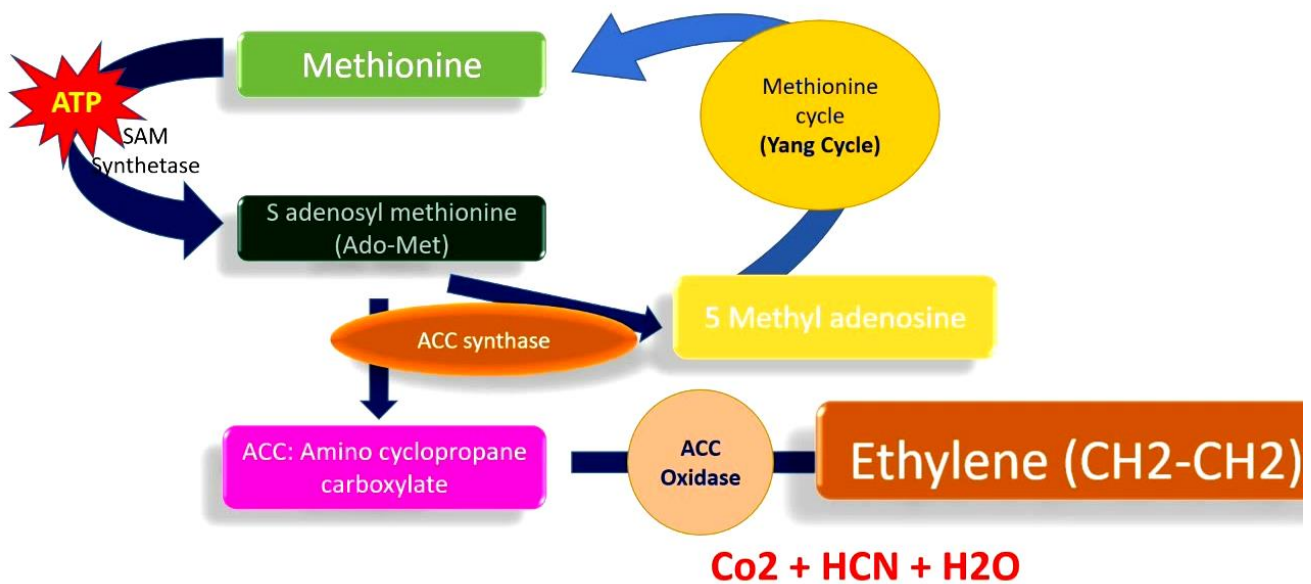 Methionine
ATP
SAM
Synthetase
Methionine
cycle
(Yang Cycle)
S adenosyl methionine
(Ado-Met)
5 Methyl adenosine
ACC synthase
ACC: Amino cyclopropane
carboxylate
ACC
Oxidase
Ethylene (CH2-CH2)
Co2 + HCN + H2O